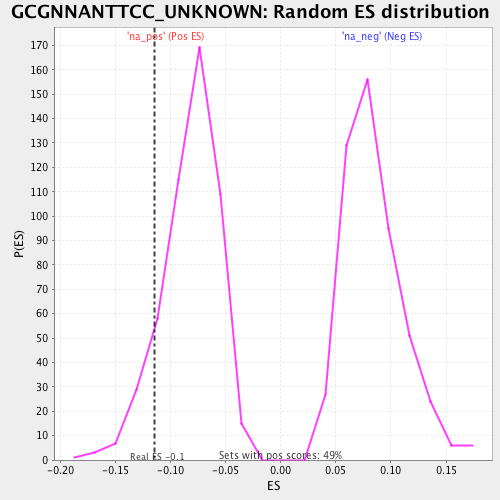 GCGNNANTTCC_UNKNOWN: Random ES distribution
'na_pos' (Pos ES)
'na_neg' (Neg ES)
170
160
150
140
130
120
110
100
90
80
70
60
50
40
30
20
10
0
P(ES)
Real ES -0.1
Sets with pos scores: 49%
-0.20 -0.15 -0.10 -0.05 0.00 0.05 0.10 0.15
ES